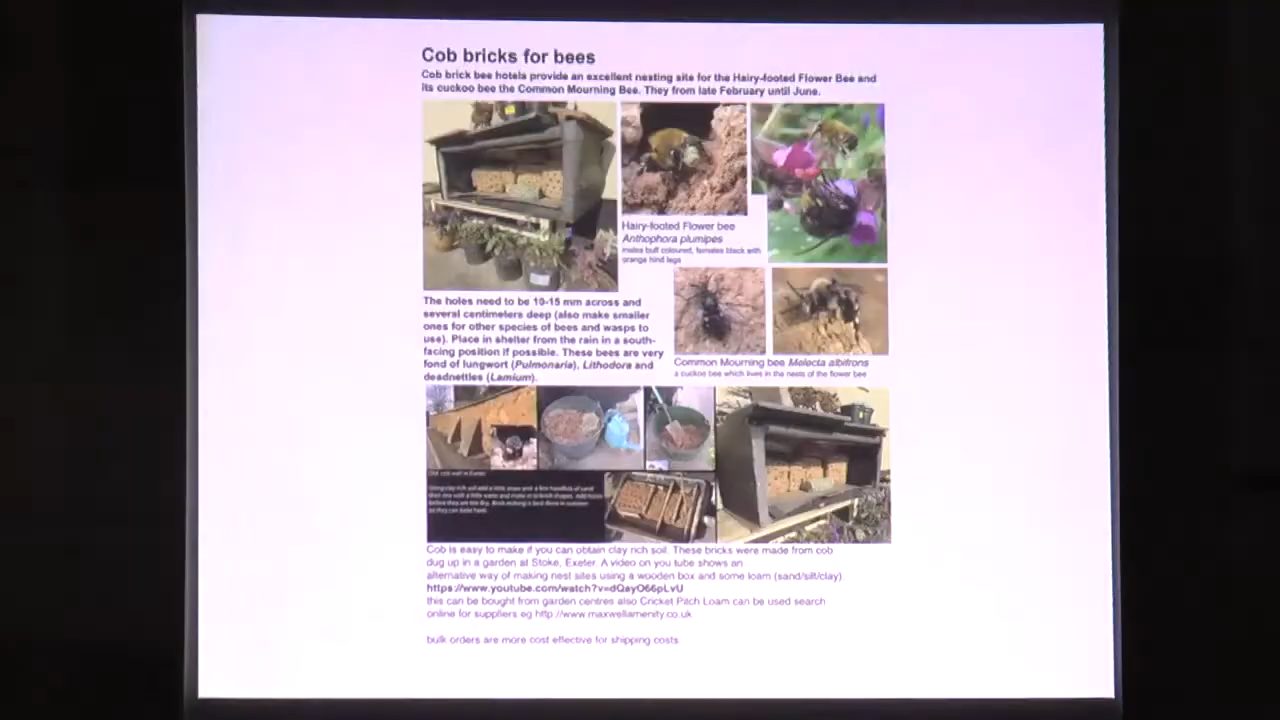 Cob bricks for bees
Cob brick bee hotels provide an excellent nesting site for the Hairy-footed Flower Bee and
its cuckoo bee the Common Mourning Bee. They from late February until June.
Hairy-footed Flower bee
Anthophora plumipes
males buff coloured, females black with
orange hind legs
The holes need to be 10-15 mm across and
several centimeters deep (also make smaller
ones for other species of bees and wasps to
use). Place in shelter from the rain in a south-
facing position if possible. These bees are very
fond of lungwort (Pulmonaria), Lithodora and
deadnettles (Lamium).
Common Mourning bee Melecta albifrons
a cuckoo bee which lives in the nests of the flower bee
Cob is easy to make if you can obtain clay rich soil. These bricks were made from cob
dug up in a garden at Stoke, Exeter. A video on you tube shows an
alternative way of making nest sites using a wooden box and some loam (sand/silt/clay)
https://www.youtube.com/watch?v=dQayO66pLvU
this can be bought from garden centres also Cricket Pitch Loam can be used search
online for suppliers eg http://www.maxwellamenity.co.uk
bulk orders are more cost effective for shipping costs